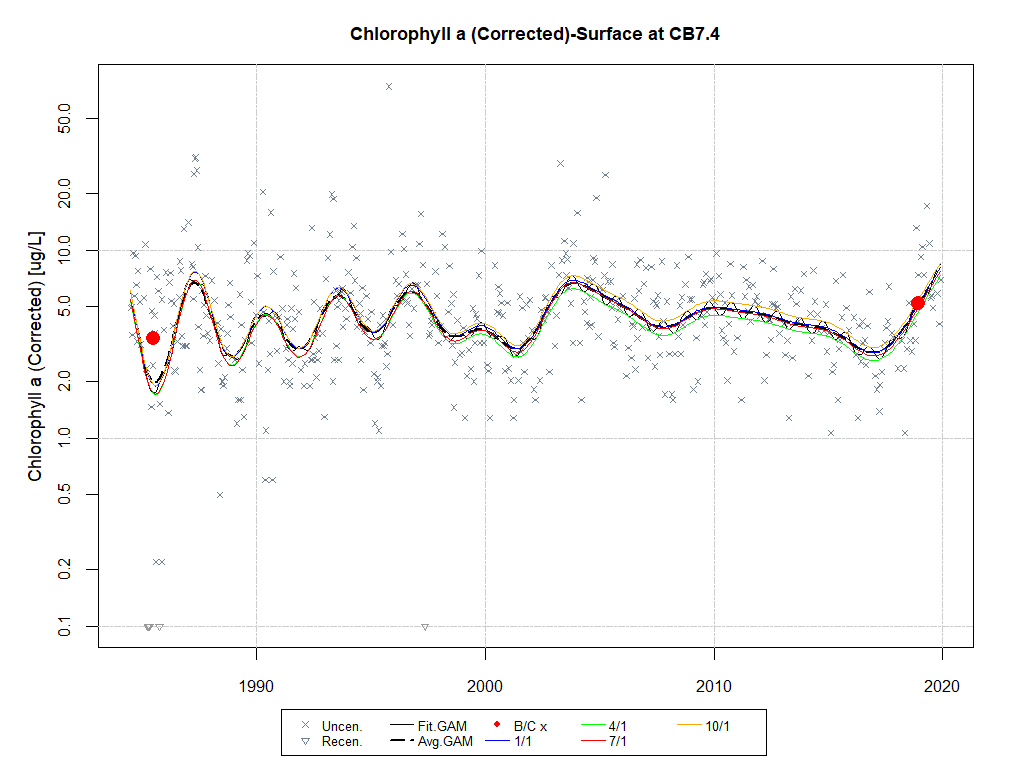 Chlorophyll a (Corrected)-Surface at CB7.4
Chlorophyll a (Corrected) [ug/L]
50.0
20.0
10.0
5.0
2.0
1.0
0.5
0.2
0.1
1990 2000 2010 2020
Uncen. Fit.GAM B/C x 4/1 10/1
Recen. Avg.GAM 1/1 7/1